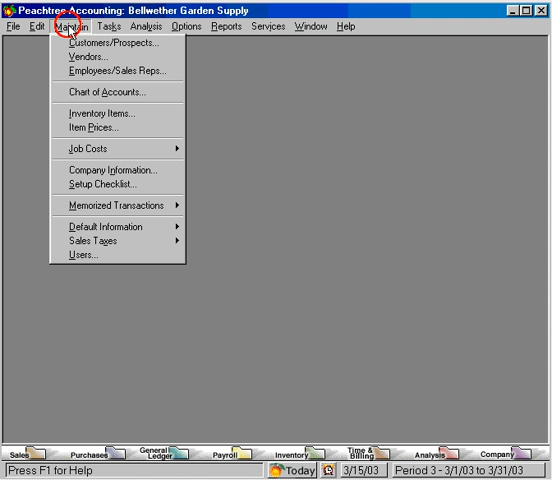 Peachtree Accounting: Bellwether Garden Supply
File Edit Maintain Tasks Analysis Options Reports Services Window Help
Customers/Prospects...
Vendors...
Employees/Sales Reps...
Chart of Accounts...
Inventory Items...
Item Prices...
Job Costs
Company Information...
Setup Checklist...
Memorized Transactions
Default Information
Sales Taxes
Users...
Sales Purchases General Ledger Payroll Inventory Time & Billing Analysis Company
Press F1 for Help Today 3/15/03 Period 3 - 3/1/03 to 3/31/03